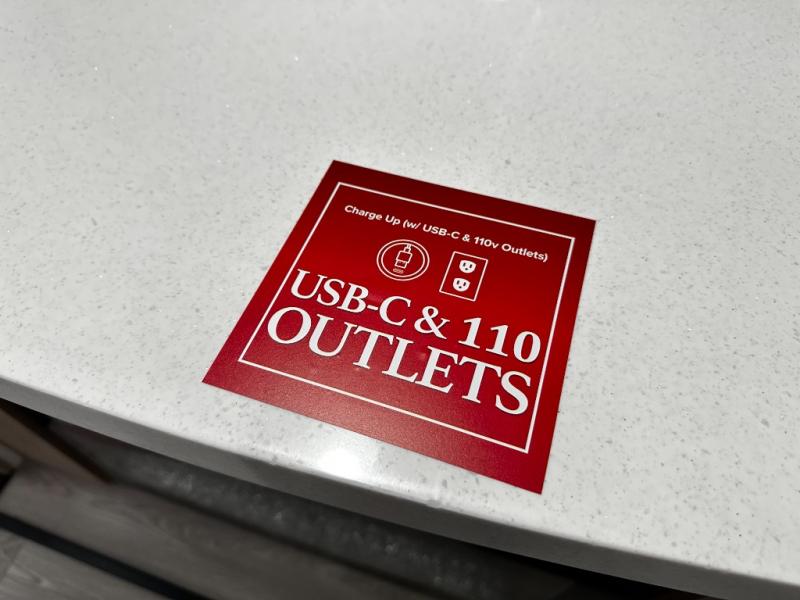 Charge Up (w/ USB-C & 110v Outlets)
USB-C & 110
OUTLETS